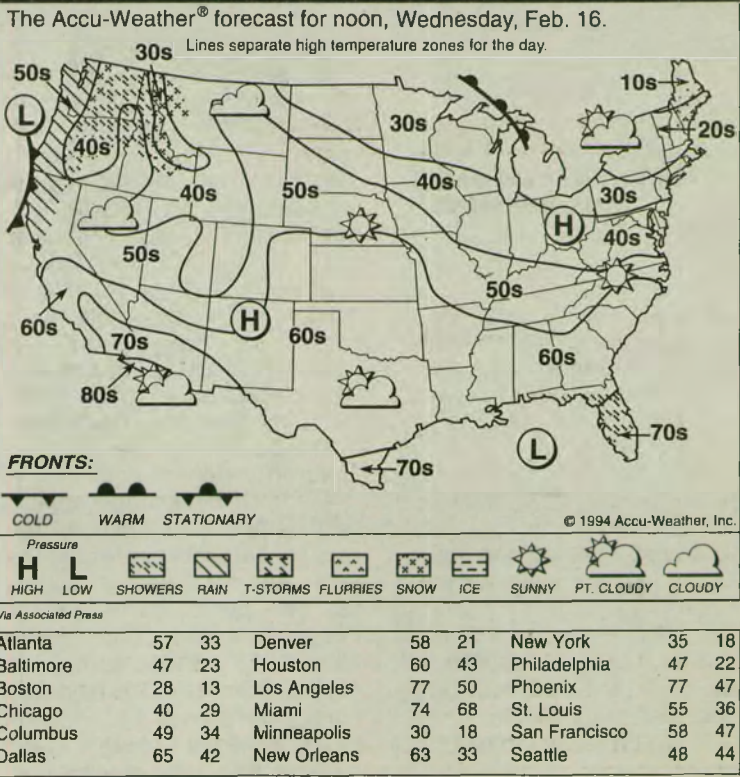 The Accu-Weather® forecast for noon, Wednesday, Feb. 16.
Lines separate high temperature zones for the day.
30s
50s
10s
L
30s
20s
40s
40s
40s
50s
30s
H
40s
50s
50s
60s
H
60s
70s
60s
80s
L
70s
70s
FRONTS:
COLD WARM STATIONARY
© 1994 Accu-Weather, Inc.
Pressure
H L
HIGH LOW SHOWERS RAIN T-STORMS FLURRIES SNOW ICE SUNNY PT. CLOUDY CLOUDY
Via Associated Press
Atlanta 57 33 Denver 58 21 New York 35 18
Baltimore 47 23 Houston 60 43 Philadelphia 47 22
Boston 28 13 Los Angeles 77 50 Phoenix 77 47
Chicago 40 29 Miami 74 68 St. Louis 55 36
Columbus 49 34 Minneapolis 30 18 San Francisco 58 47
Dallas 65 42 New Orleans 63 33 Seattle 48 44